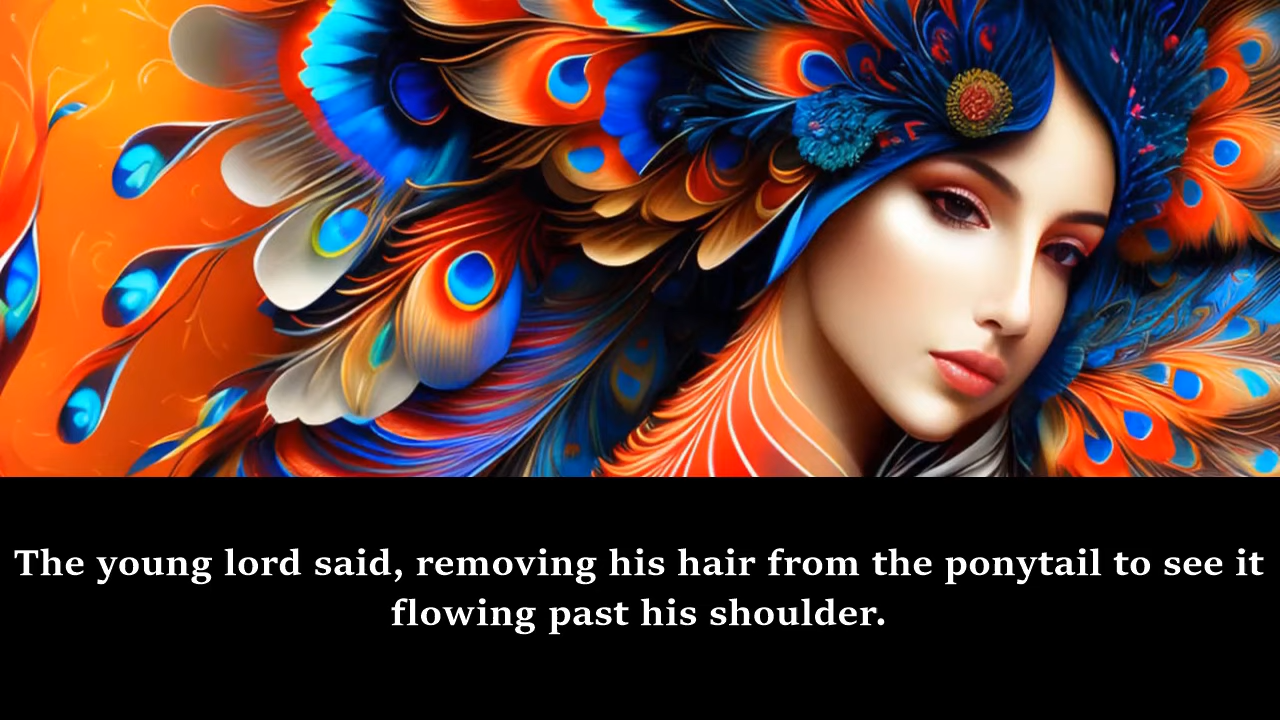 The young lord said, removing his hair from the ponytail to see it
flowing past his shoulder.